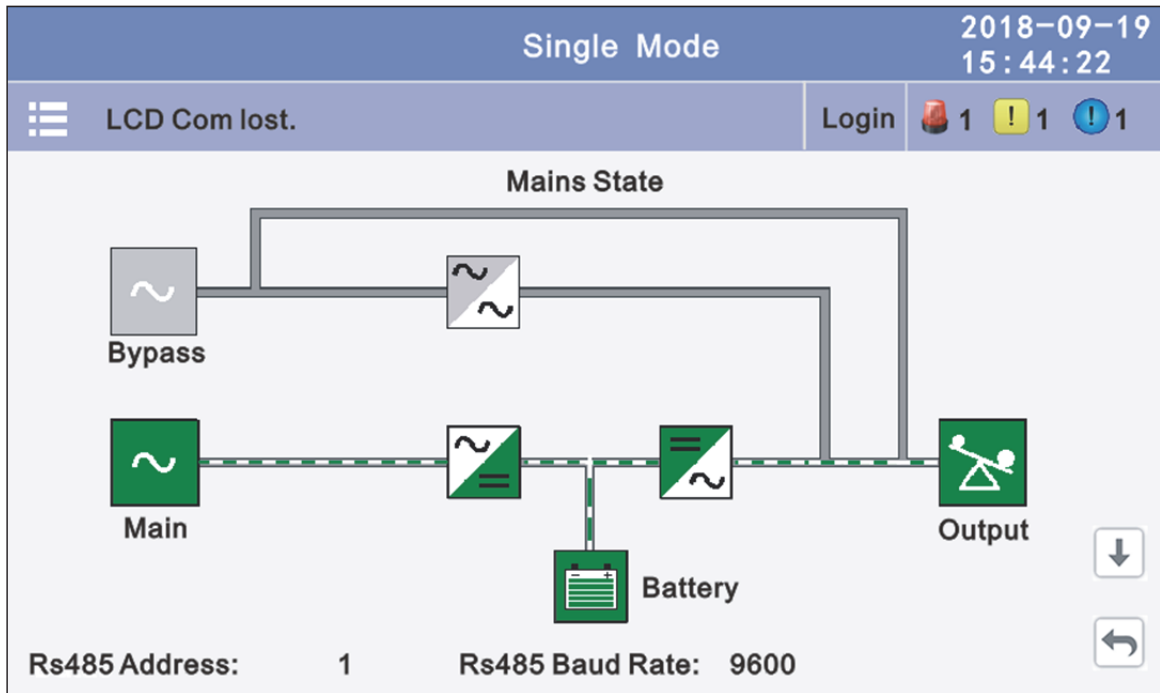 Single Mode
2018-09-19
15:44:22
LCD Com lost.
Login
1
!
1
!
1
Mains State
Bypass
Main
Output
Battery
Rs485 Address: 1
Rs485 Baud Rate: 9600